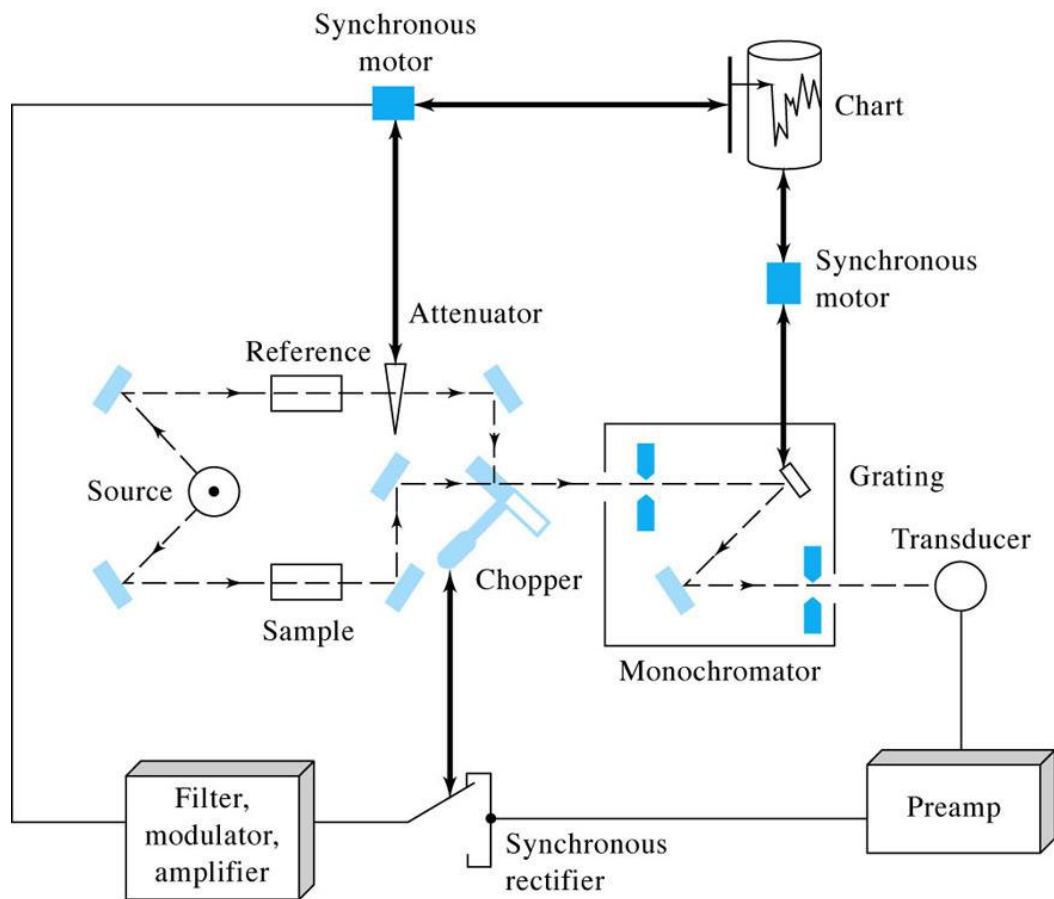 Synchronous
motor
Chart
Synchronous
motor
Attenuator
Reference
Source
Grating
Transducer
Chopper
Sample
Monochromator
Filter,
modulator,
amplifier
Preamp
Synchronous
rectifier